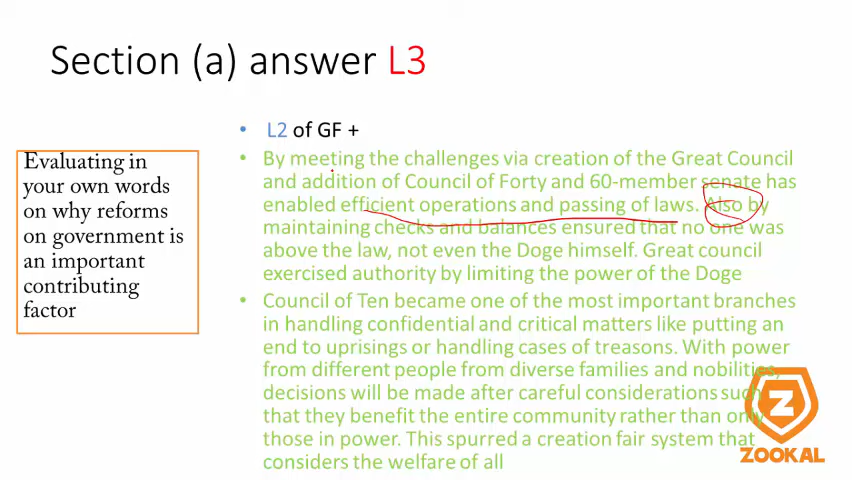 Section (a) answer L3
Evaluating in
your own words
on why reforms
on government is
an important
contributing
factor
• L2 of GF +
• By meeting the challenges via creation of the Great Council
and addition of Council of Forty and 60-member senate has
enabled efficient operations and passing of laws. Also by
maintaining checks and balances ensured that no one was
above the law, not even the Doge himself. Great council
exercised authority by limiting the power of the Doge
• Council of Ten became one of the most important branches
in handling confidential and critical matters like putting an
end to uprisings or handling cases of treasons. With power
from different people from diverse families and nobilities,
decisions will be made after careful considerations such
that they benefit the entire community rather than only
those in power. This spurred a creation fair system that
considers the welfare of all
Z
ZOOKAL